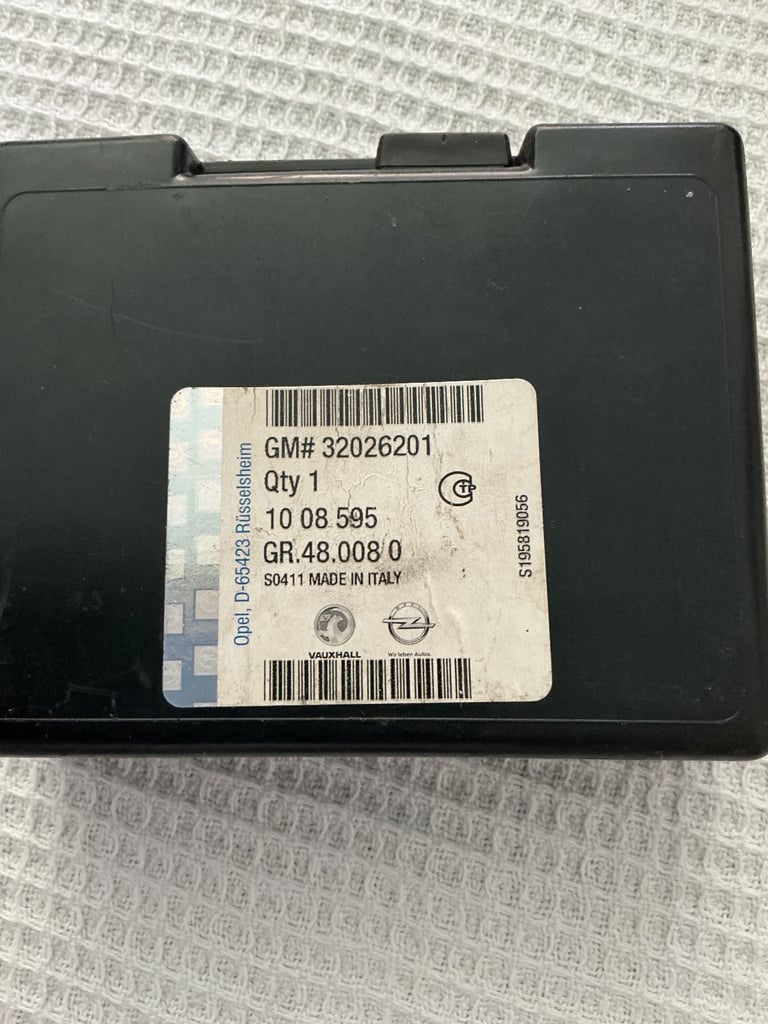 GM# 32026201
Qty 1
10 08 595
GR.48.008 0
S0411 MADE IN ITALY
VAUXHALL
OPEL
Wir leben Autos.
Opel, D-65423 Rüsselsheim
S195819056